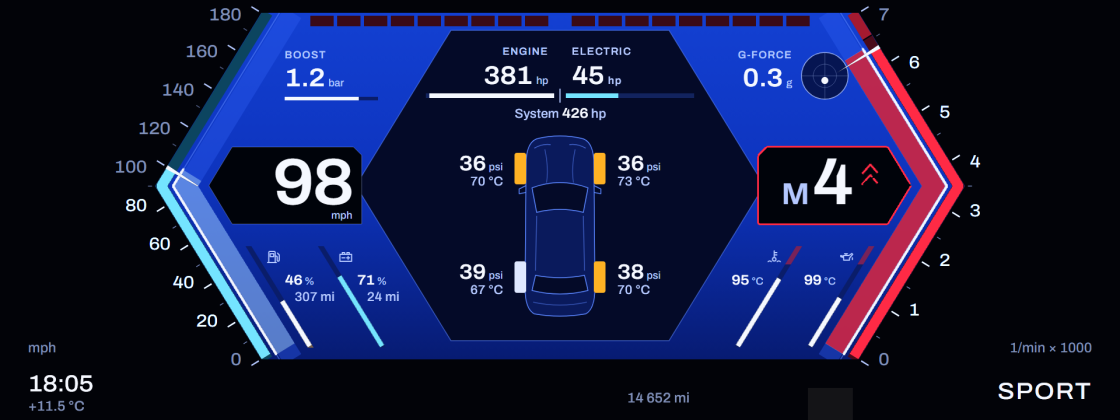 180
160
140
120
100
80
60
40
20
0
mph
18:05
+11.5 °C
BOOST
1.2 bar
98
mph
46 %
307 mi
71 %
24 mi
ENGINE ELECTRIC
381 hp 45 hp
System 426 hp
36 psi
70 °C
36 psi
73 °C
39 psi
67 °C
38 psi
70 °C
14 652 mi
G-FORCE
0.3 g
M4
95 °C
99 °C
7
6
5
4
3
2
1
0
1/min × 1000
SPORT